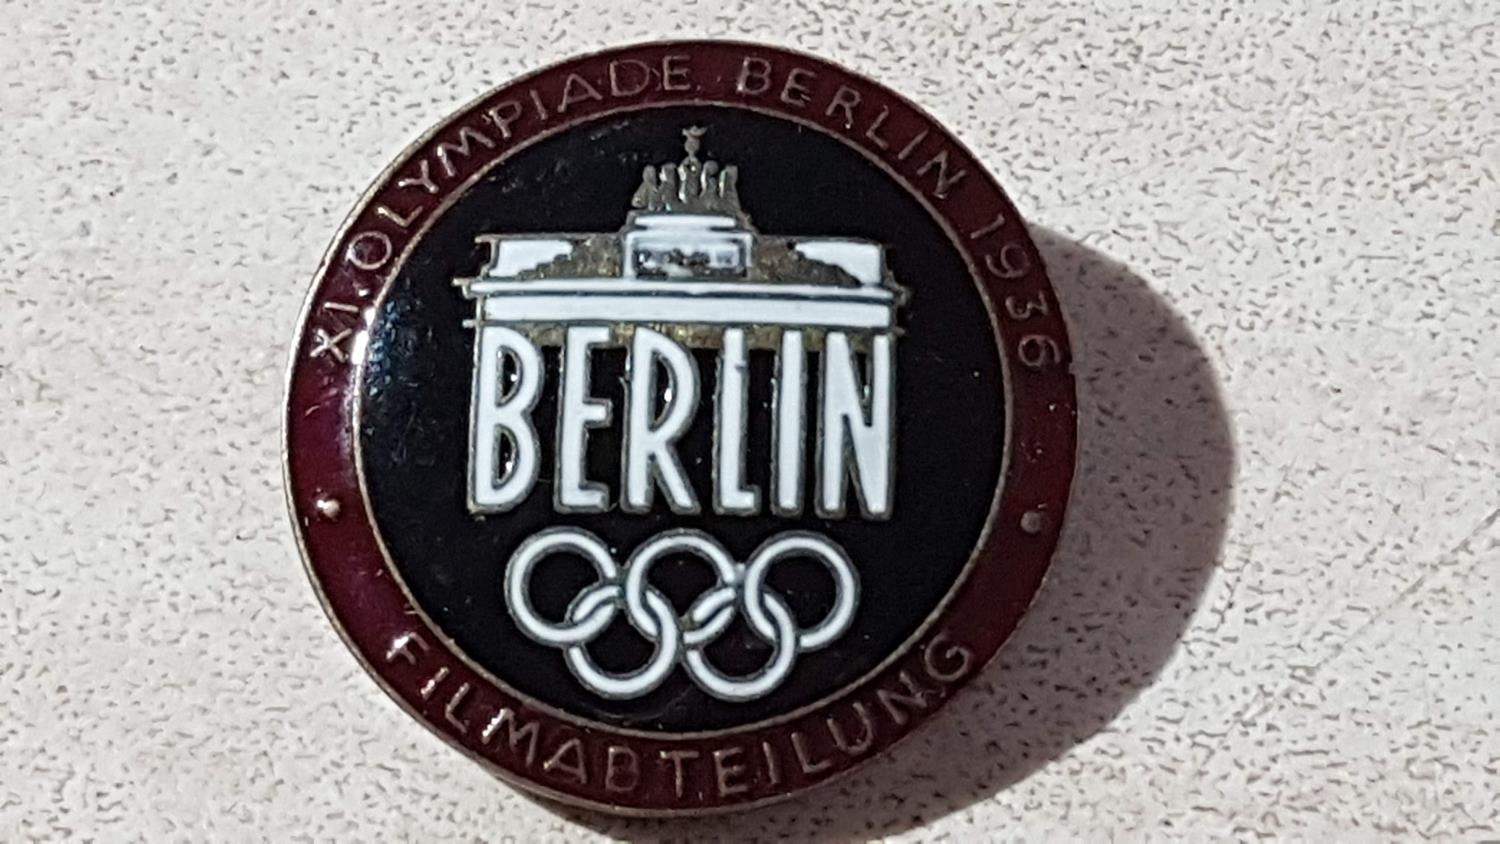 XI.OLYMPIADE BERLIN 1936
BERLIN
FILMABTEILUNG